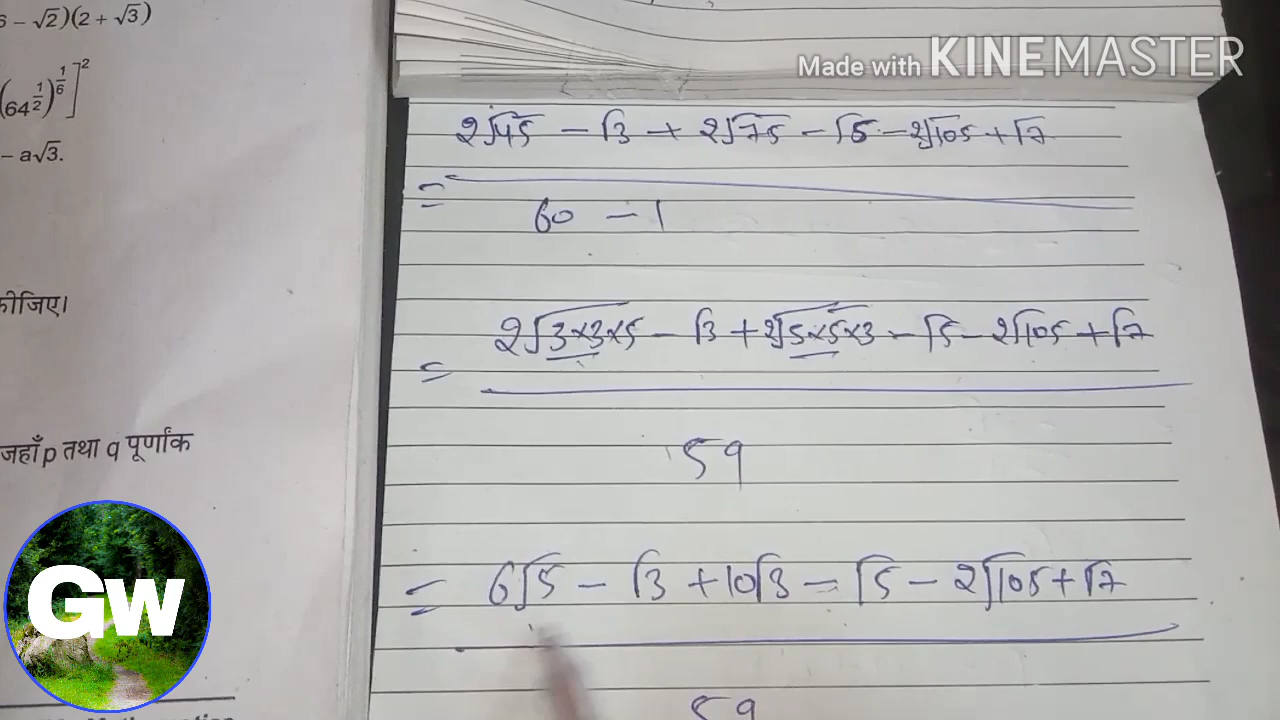 6 − √2)(2 + √3)
(64^(1/2))^(1/6)]²
− a√3.
कीजिए।
जहाँ p तथा q पूर्णांक
Made with KINEMASTER
2√45 − √3 + 2√75 − √5 − 2√105 + √7
=
60 − 1
2√3×3×5 − √3 + 2√5×5×3 − √5 − 2√105 + √7
=
59
= 6√5 − √3 + 10√3 − √5 − 2√105 + √7
59
GW